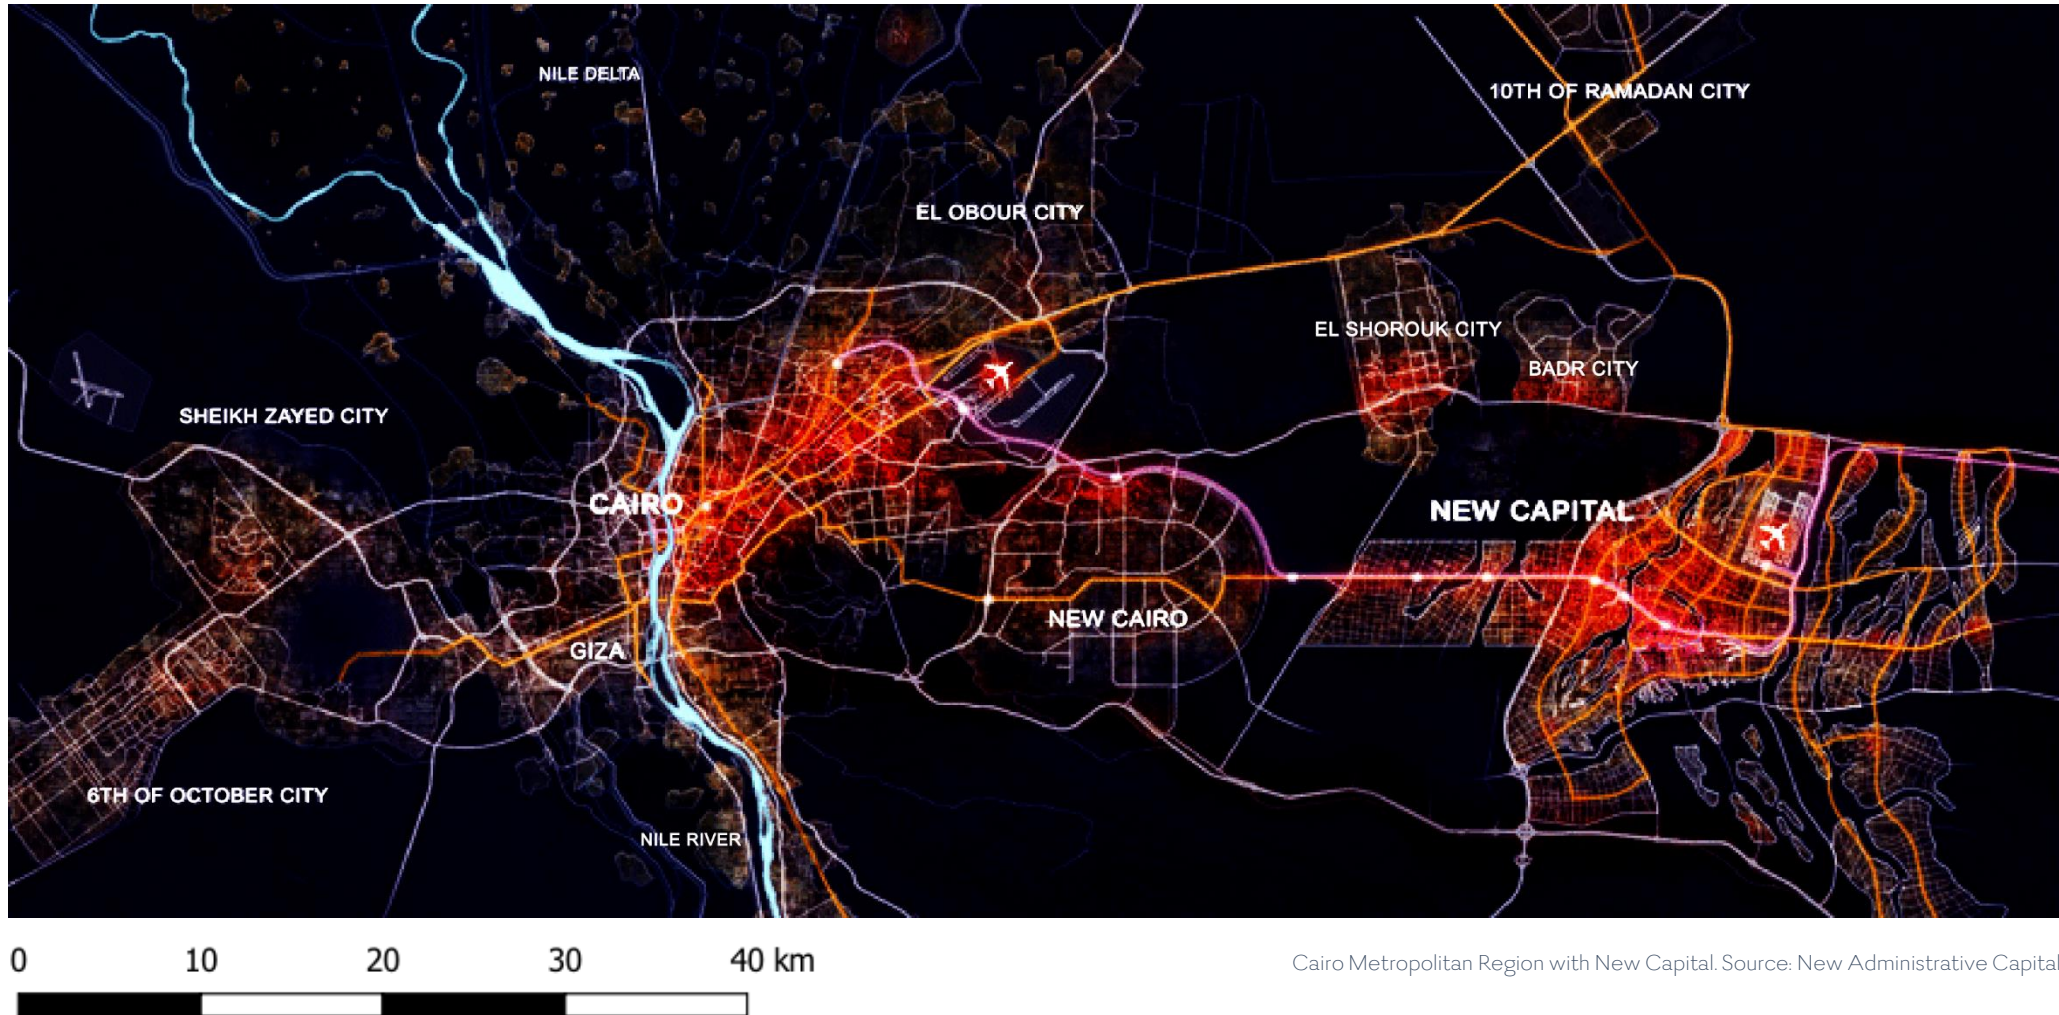 NILE DELTA
10TH OF RAMADAN CITY
EL OBOUR CITY
EL SHOROUK CITY
BADR CITY
SHEIKH ZAYED CITY
CAIRO
NEW CAPITAL
NEW CAIRO
GIZA
6TH OF OCTOBER CITY
NILE RIVER
0 10 20 30 40 km
Cairo Metropolitan Region with New Capital. Source: New Administrative Capital